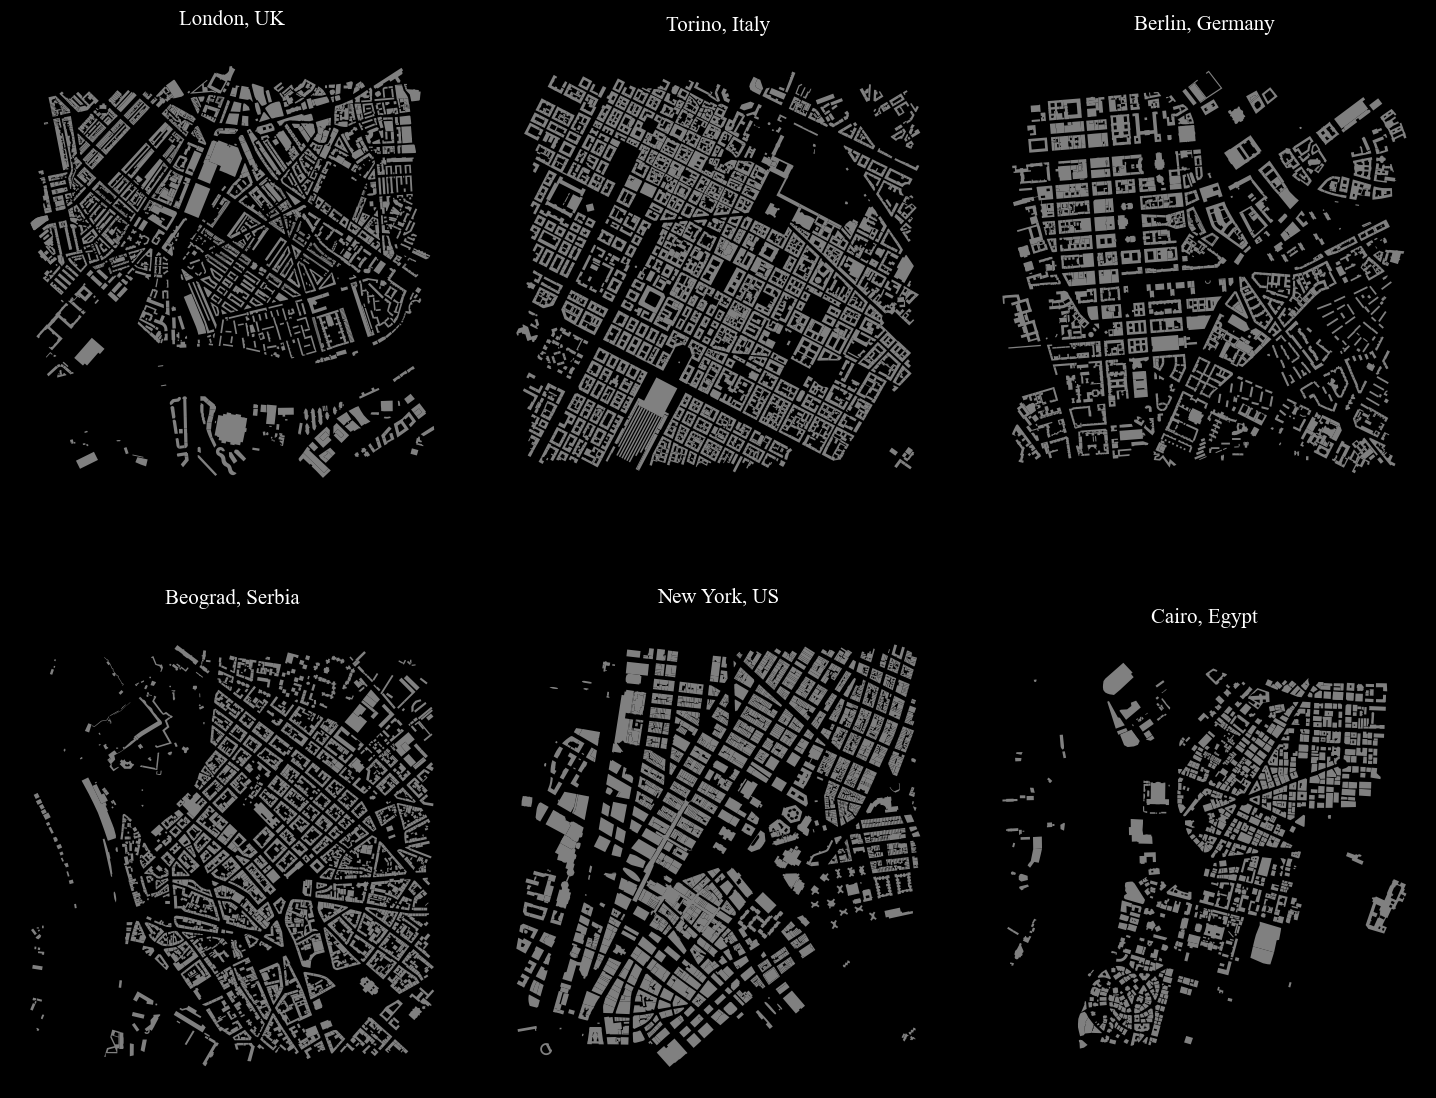 London, UK
Torino, Italy
Berlin, Germany
Beograd, Serbia
New York, US
Cairo, Egypt